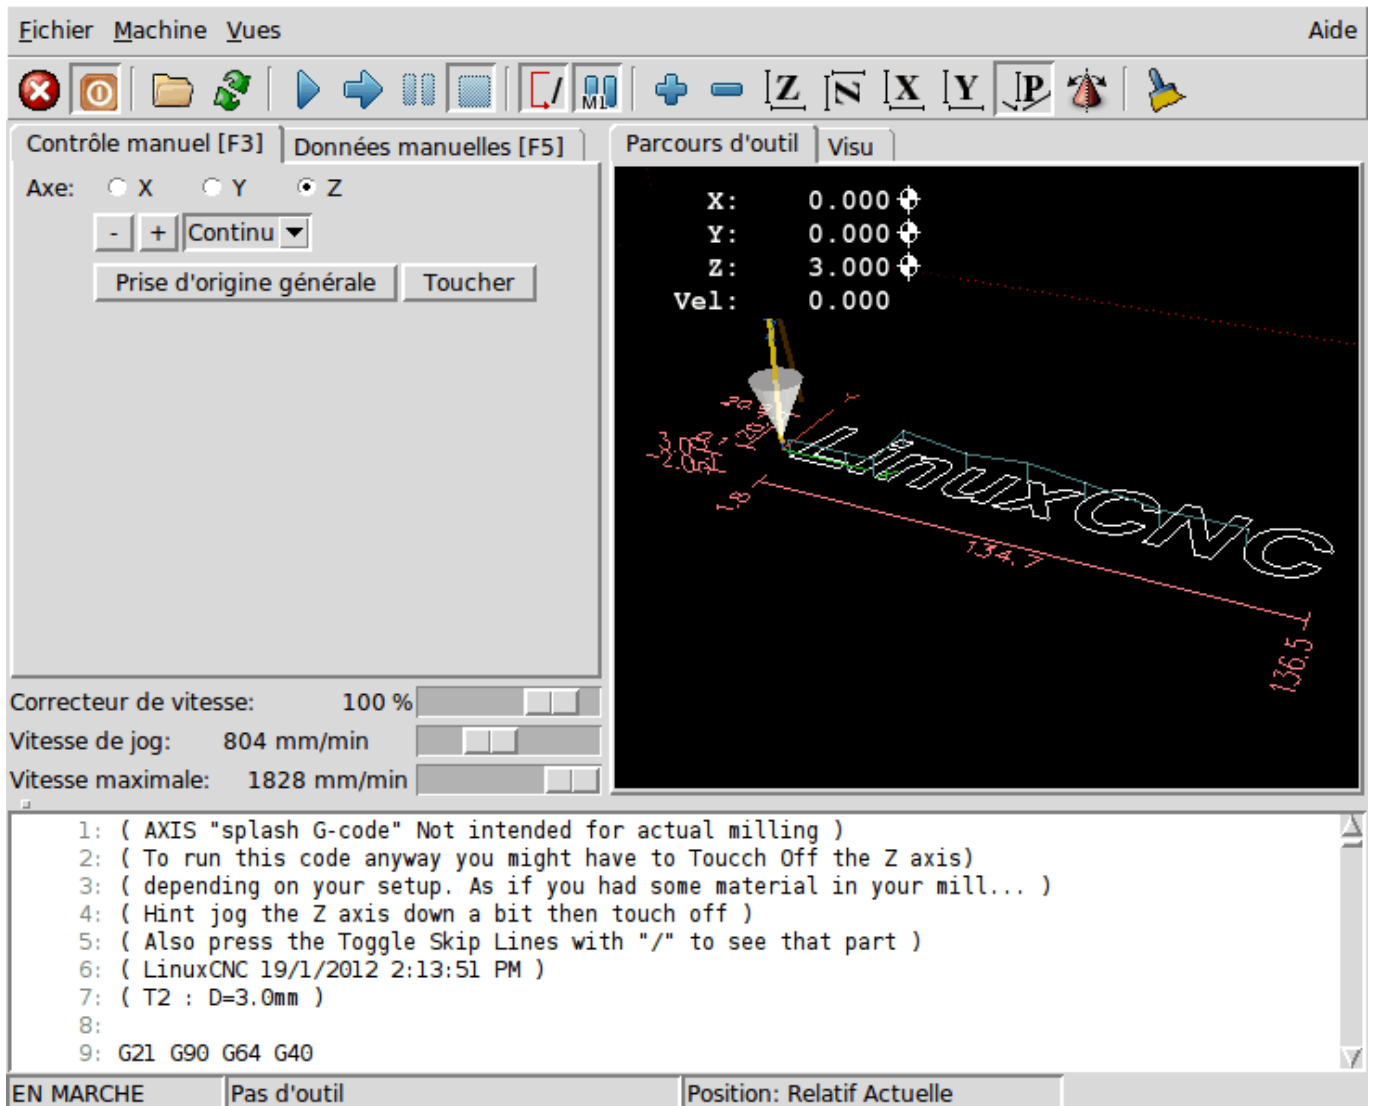 Fichier Machine Vues Aide
M1 Z N X Y P
Contrôle manuel [F3] Données manuelles [F5] Parcours d'outil Visu
Axe: X Y Z
- + Continu
Prise d'origine générale Toucher
X: 0.000
Y: 0.000
Z: 3.000
Vel: 0.000
Y
LinuxCNC
1.8
134.7
136.5
Correcteur de vitesse: 100 %
Vitesse de jog: 804 mm/min
Vitesse maximale: 1828 mm/min
1: ( AXIS "splash G-code" Not intended for actual milling )
2: ( To run this code anyway you might have to Toucch Off the Z axis)
3: ( depending on your setup. As if you had some material in your mill... )
4: ( Hint jog the Z axis down a bit then touch off )
5: ( Also press the Toggle Skip Lines with "/" to see that part )
6: ( LinuxCNC 19/1/2012 2:13:51 PM )
7: ( T2 : D=3.0mm )
8:
9: G21 G90 G64 G40
EN MARCHE Pas d'outil Position: Relatif Actuelle